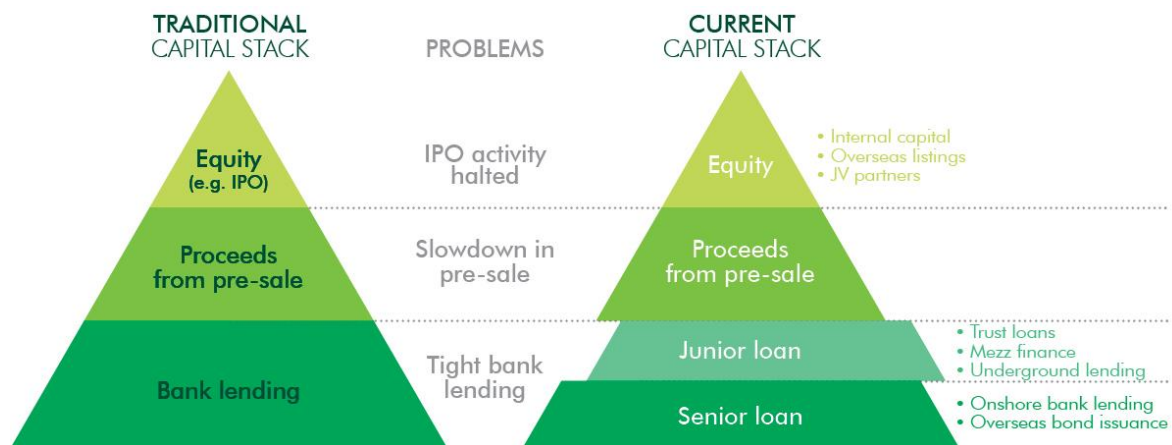 TRADITIONAL
CAPITAL STACK
PROBLEMS
CURRENT
CAPITAL STACK
Equity
(e.g. IPO)
IPO activity
halted
Equity
• Internal capital
• Overseas listings
• JV partners
Proceeds
from pre-sale
Slowdown in
pre-sale
Proceeds
from pre-sale
Bank lending
Tight bank
lending
Junior loan
• Trust loans
• Mezz finance
• Underground lending
Senior loan
• Onshore bank lending
• Overseas bond issuance